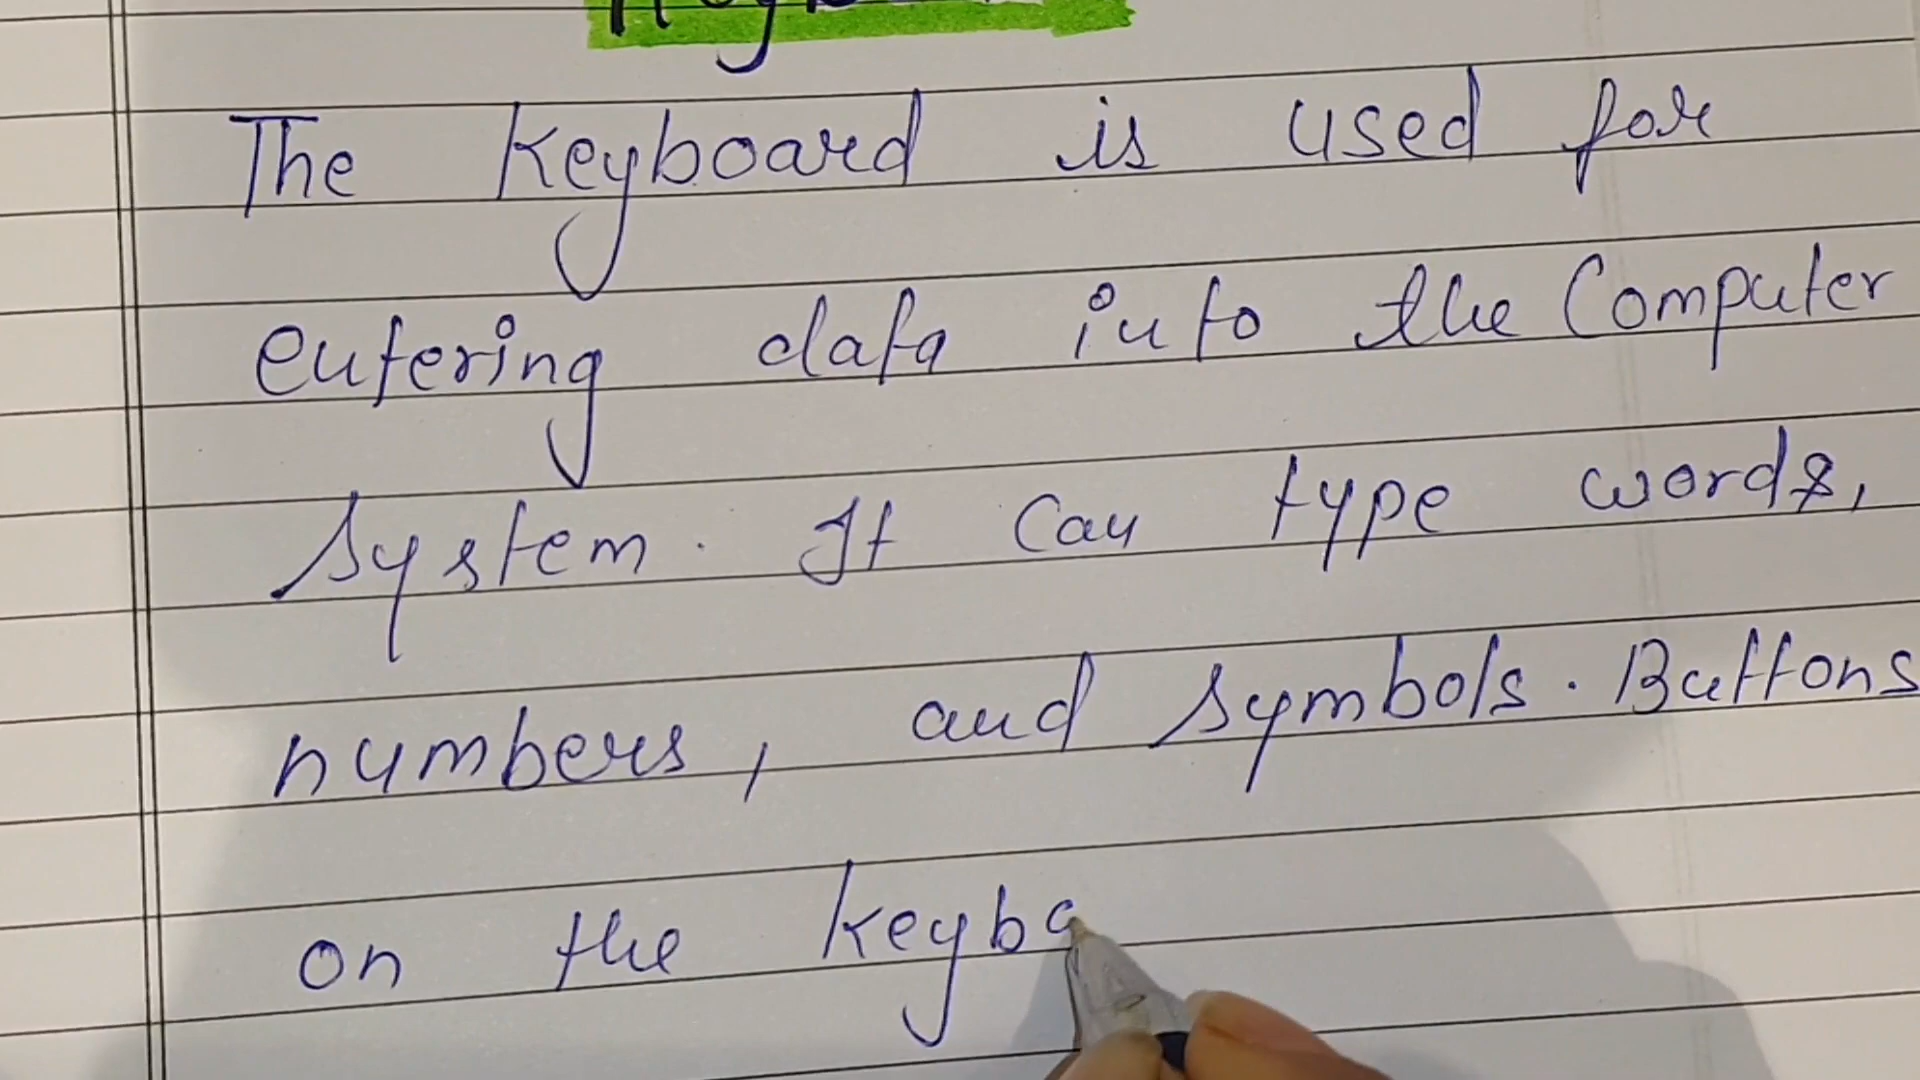 The Keyboard is used for
entering data into the Computer
System. It Can type words,
numbers, and Symbols. Buttons
on the keybo